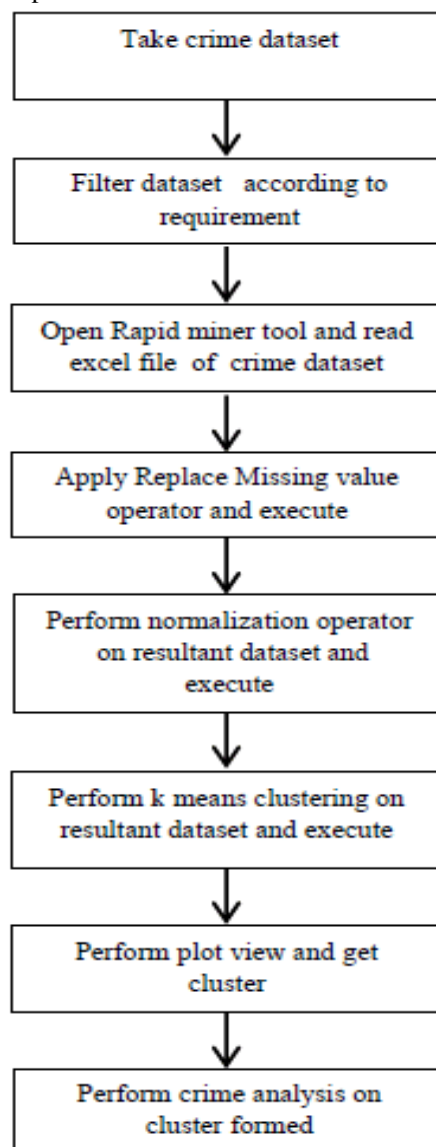 Take crime dataset
Filter dataset according to
requirement
Open Rapid miner tool and read
excel file of crime dataset
Apply Replace Missing value
operator and execute
Perform normalization operator
on resultant dataset and
execute
Perform k means clustering on
resultant dataset and execute
Perform plot view and get
cluster
Perform crime analysis on
cluster formed